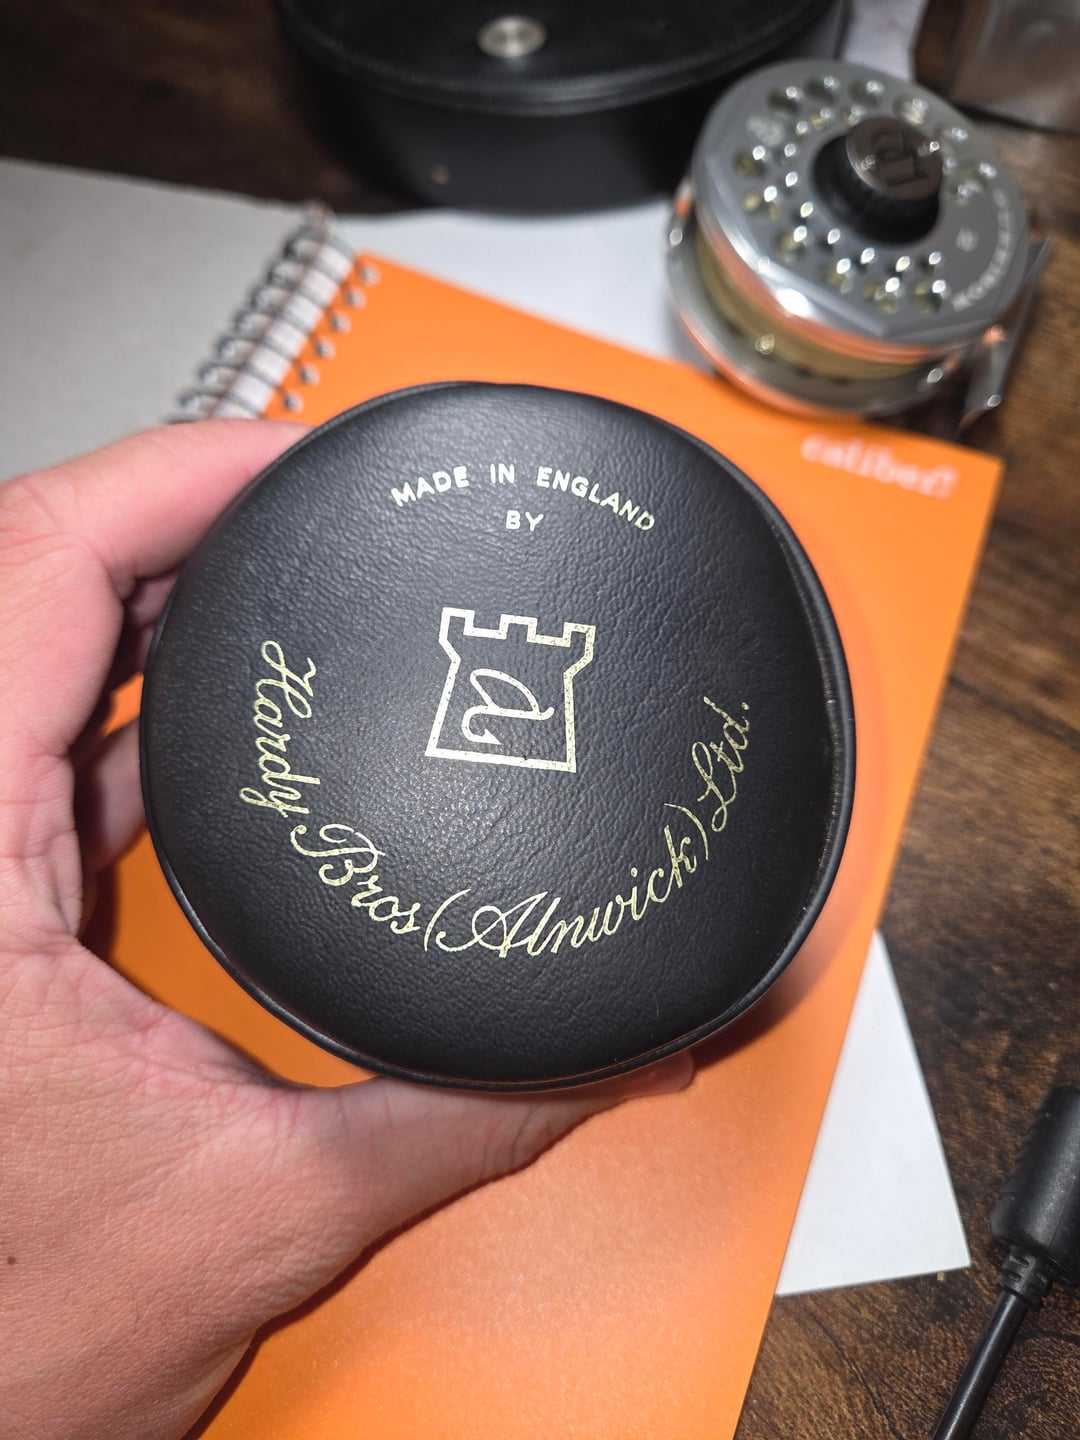 MADE IN ENGLAND
BY
a
Hardy Bros (Alnwick) Ltd.
caliber